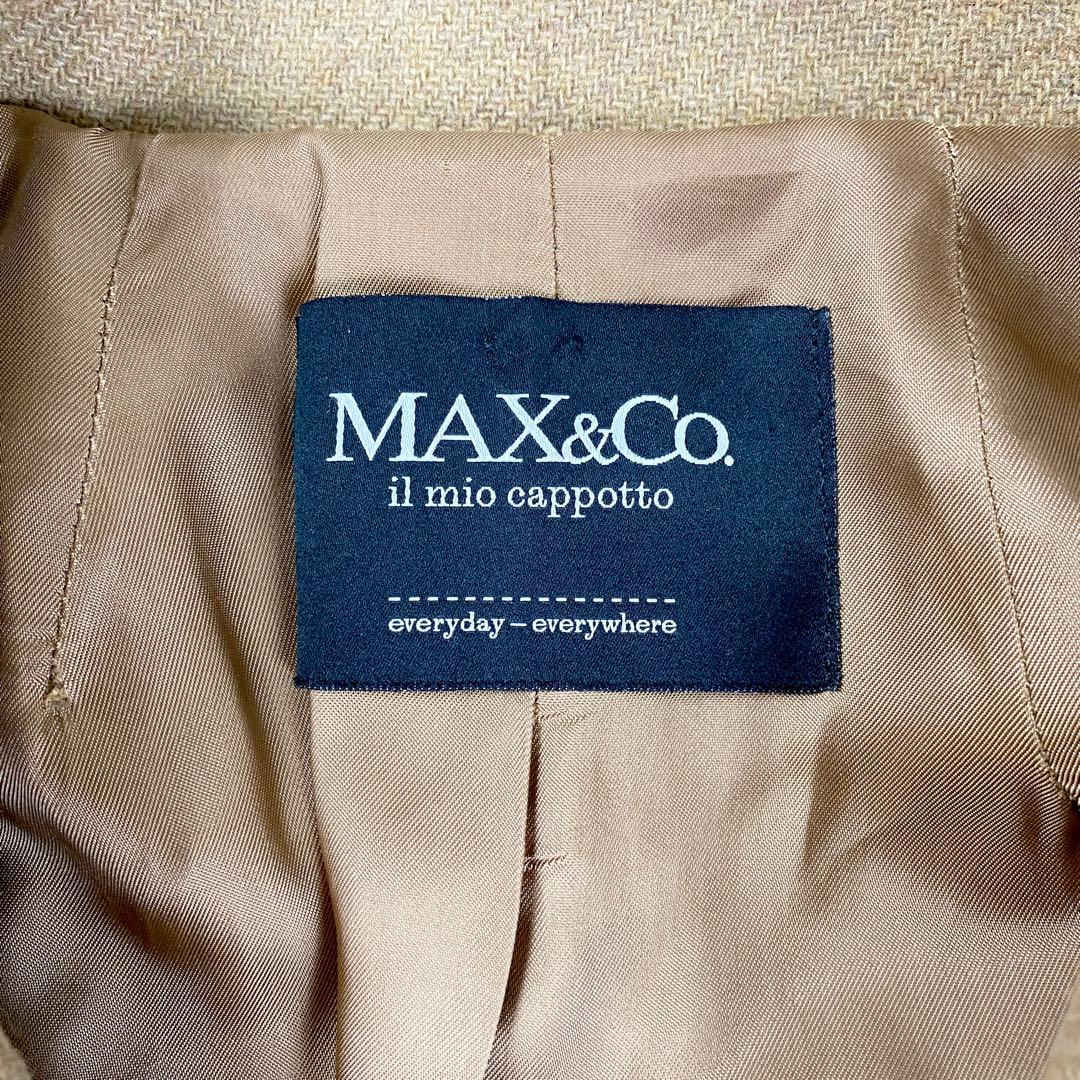 MAX&Co.
il mio cappotto
everyday – everywhere